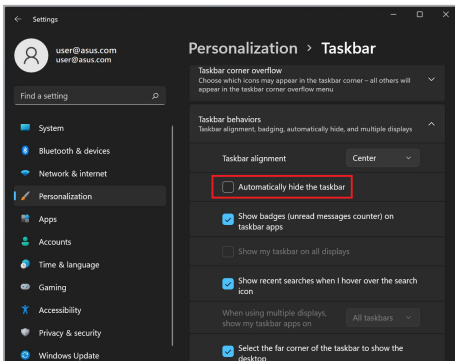 Settings
user@asus.com
user@asus.com
Find a setting
System
Bluetooth & devices
Network & internet
Personalization
Apps
Accounts
Time & language
Gaming
Accessibility
Privacy & security
Windows Update
Personalization > Taskbar
Taskbar corner overflow
Choose which icons may appear in the taskbar corner – all others will
appear in the taskbar corner overflow menu
Taskbar behaviors
Taskbar alignment, badging, automatically hide, and multiple displays
Taskbar alignment
Center
Automatically hide the taskbar
Show badges (unread messages counter) on
taskbar apps
Show my taskbar on all displays
Show recent searches when I hover over the search
icon
When using multiple displays,
show my taskbar apps on
All taskbars
Select the far corner of the taskbar to show the
desktop